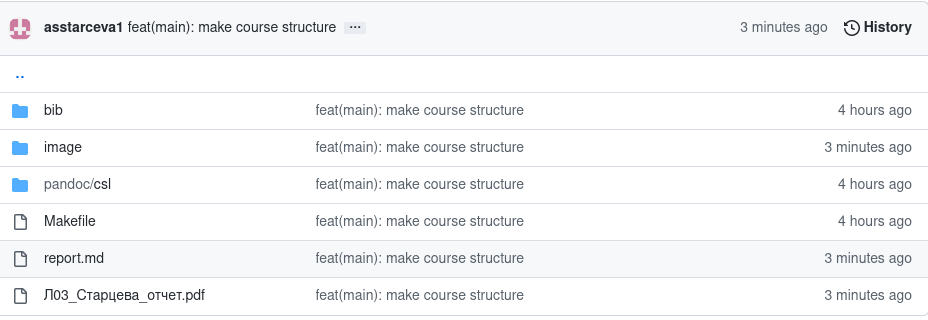 asstarceva1 feat(main): make course structure ... 3 minutes ago History
..
bib feat(main): make course structure 4 hours ago
image feat(main): make course structure 3 minutes ago
pandoc/csl feat(main): make course structure 4 hours ago
Makefile feat(main): make course structure 4 hours ago
report.md feat(main): make course structure 3 minutes ago
Л03_Старцева_отчет.pdf feat(main): make course structure 3 minutes ago